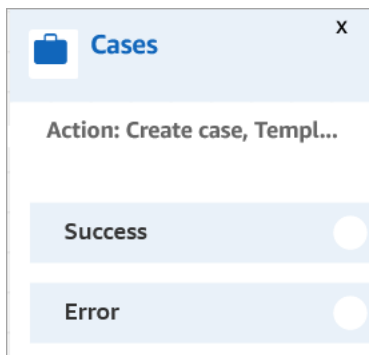 Cases
X
Action: Create case, Templ...
Success
Error